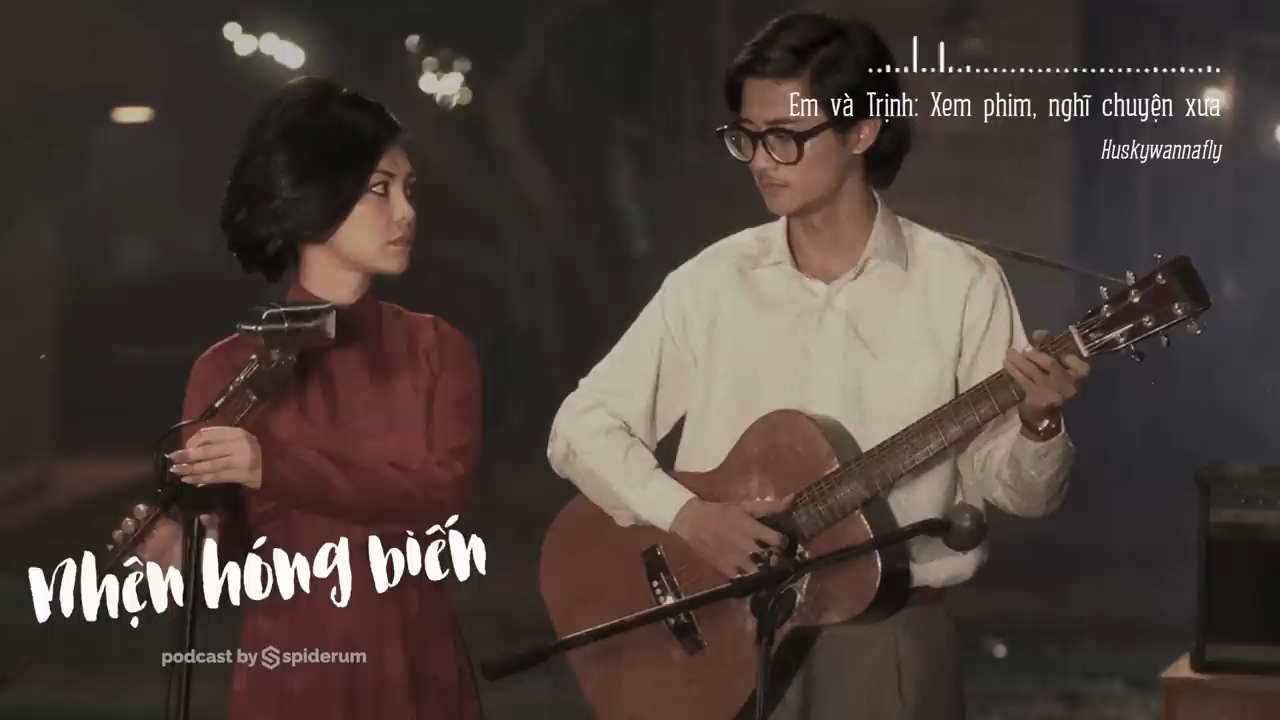 Em và Trịnh: Xem phim, nghĩ chuyện xưa
Huskywannafly
Nhện hóng biến
podcast by spiderum